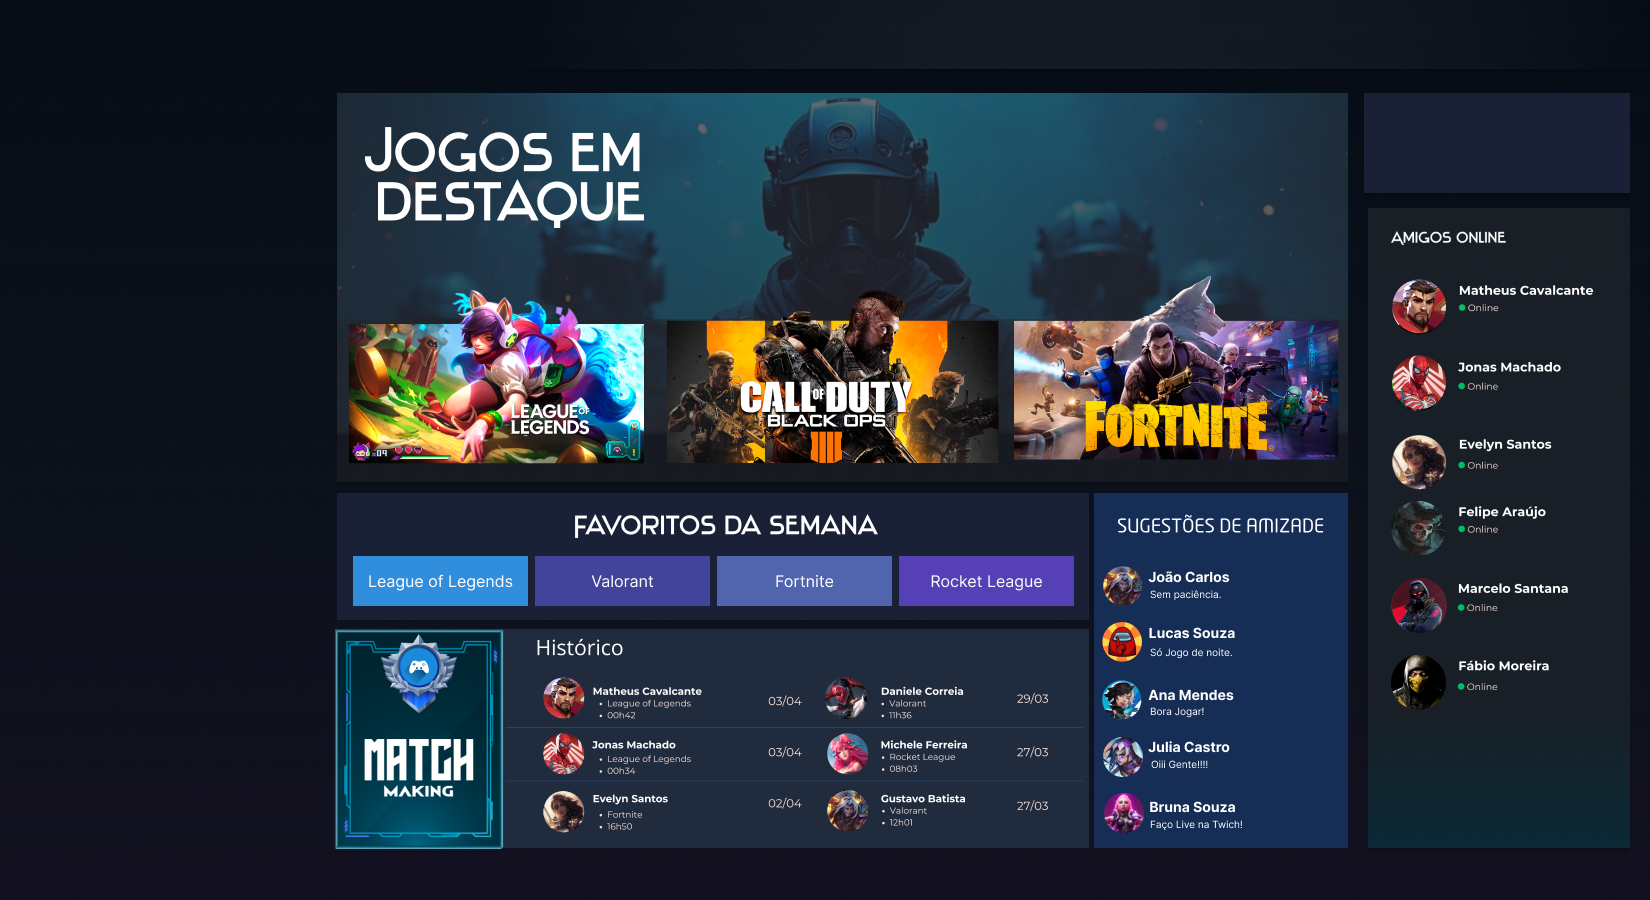 JOGOS EM
DESTAQUE
LEAGUE OF
LEGENDS
×09
CALL OF DUTY
BLACK OPS
IIII
FORTNITE
FAVORITOS DA SEMANA
League of Legends
Valorant
Fortnite
Rocket League
MATCH
MAKING
Histórico
Matheus Cavalcante
• League of Legends
• 00h42
03/04
Jonas Machado
• League of Legends
• 00h34
03/04
Evelyn Santos
• Fortnite
• 16h50
02/04
Daniele Correia
• Valorant
• 11h36
29/03
Michele Ferreira
• Rocket League
• 08h03
27/03
Gustavo Batista
• Valorant
• 12h01
27/03
SUGESTÕES DE AMIZADE
João Carlos
Sem paciência.
Lucas Souza
Só Jogo de noite.
Ana Mendes
Bora Jogar!
Julia Castro
Oiii Gente!!!!
Bruna Souza
Faço Live na Twich!
AMIGOS ONLINE
Matheus Cavalcante
Online
Jonas Machado
Online
Evelyn Santos
Online
Felipe Araújo
Online
Marcelo Santana
Online
Fábio Moreira
Online